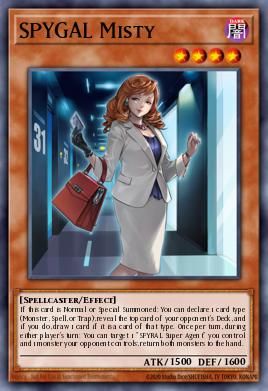 SPYGAL Misty
DARK
闇
31
[Spellcaster/Effect]
If this card is Normal or Special Summoned: You can declare 1 card type
(Monster, Spell, or Trap); reveal the top card of your opponent's Deck, and
if you do, draw 1 card if it is a card of that type. Once per turn, during
either player's turn: You can target 1 "SPYRAL Super Agent" you control
and 1 monster your opponent controls; return both monsters to the hand.
ATK/1500 DEF/1600